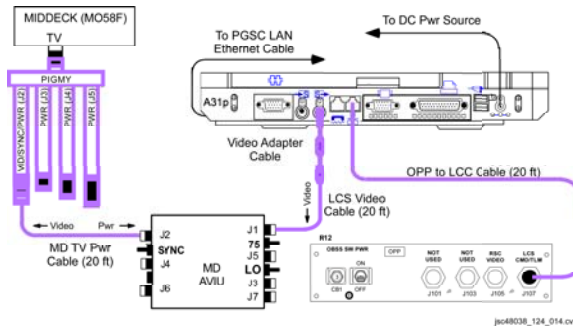 MIDDECK (MO58F)
TV
PIGMY
VID/SYNC/PWR (J2)
PWR (J3)
PWR (J4)
PWR (J5)
To PGSC LAN
Ethernet Cable
To DC Pwr Source
A31p
Video Adapter
Cable
OPP to LCC Cable (20 ft)
Video
LCS Video
Cable (20 ft)
Video
Pwr
MD TV Pwr
Cable (20 ft)
J2
SYNC
J4
J6
MD
AVIU
J1
75
J5
LO
J3
J7
R12
OBSS SW PWR
OPP
ON
OFF
CB1
NOT
USED
J101
NOT
USED
J103
RSC
VIDEO
J105
LCS
CMD/TLM
J107
jsc48038_124_014.cv